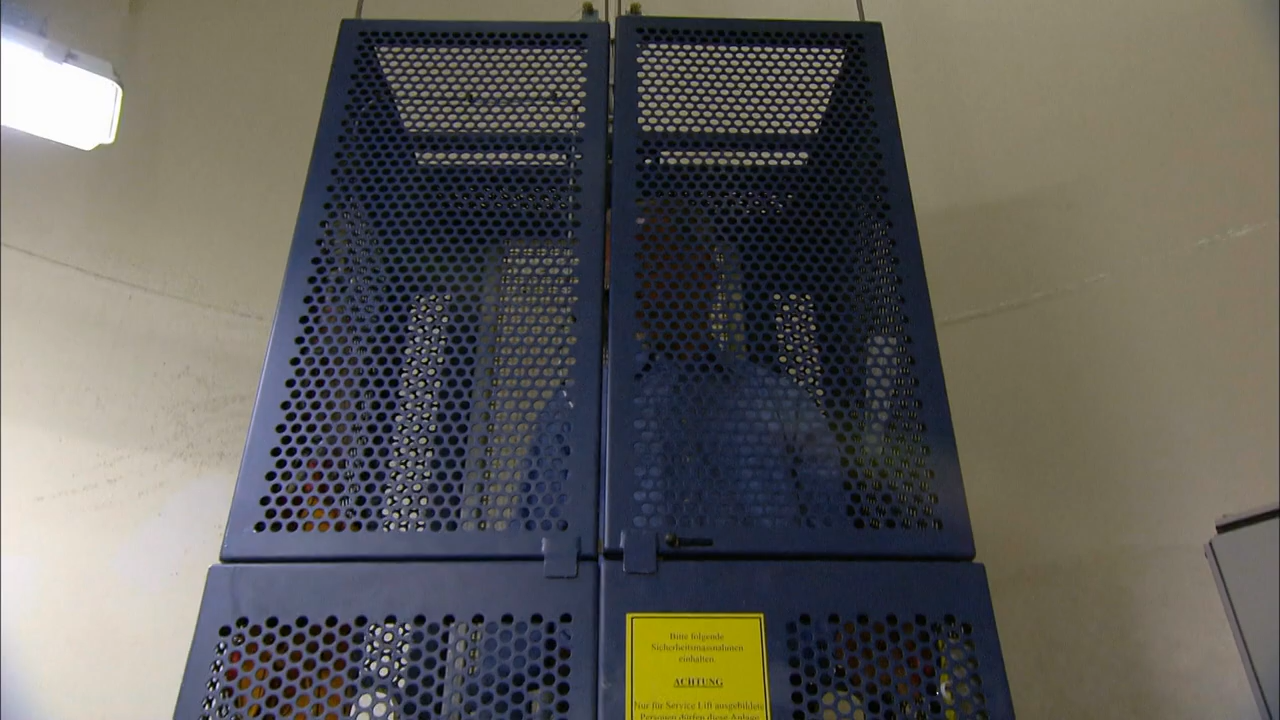 Bitte folgende
Sicherheitsmassnahmen
einhalten.
ACHTUNG
Nur für Service Lift ausgebildete
Personen dürfen diese Anlage